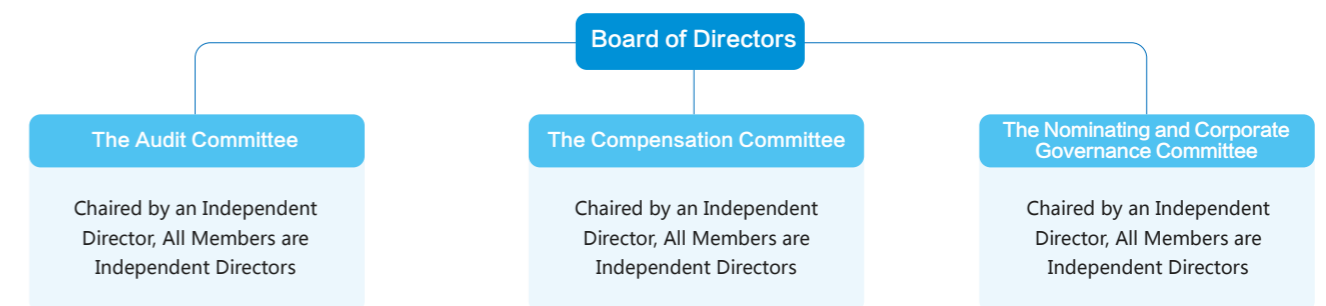 Board of Directors
The Audit Committee
Chaired by an Independent
Director, All Members are
Independent Directors
The Compensation Committee
Chaired by an Independent
Director, All Members are
Independent Directors
The Nominating and Corporate
Governance Committee
Chaired by an Independent
Director, All Members are
Independent Directors